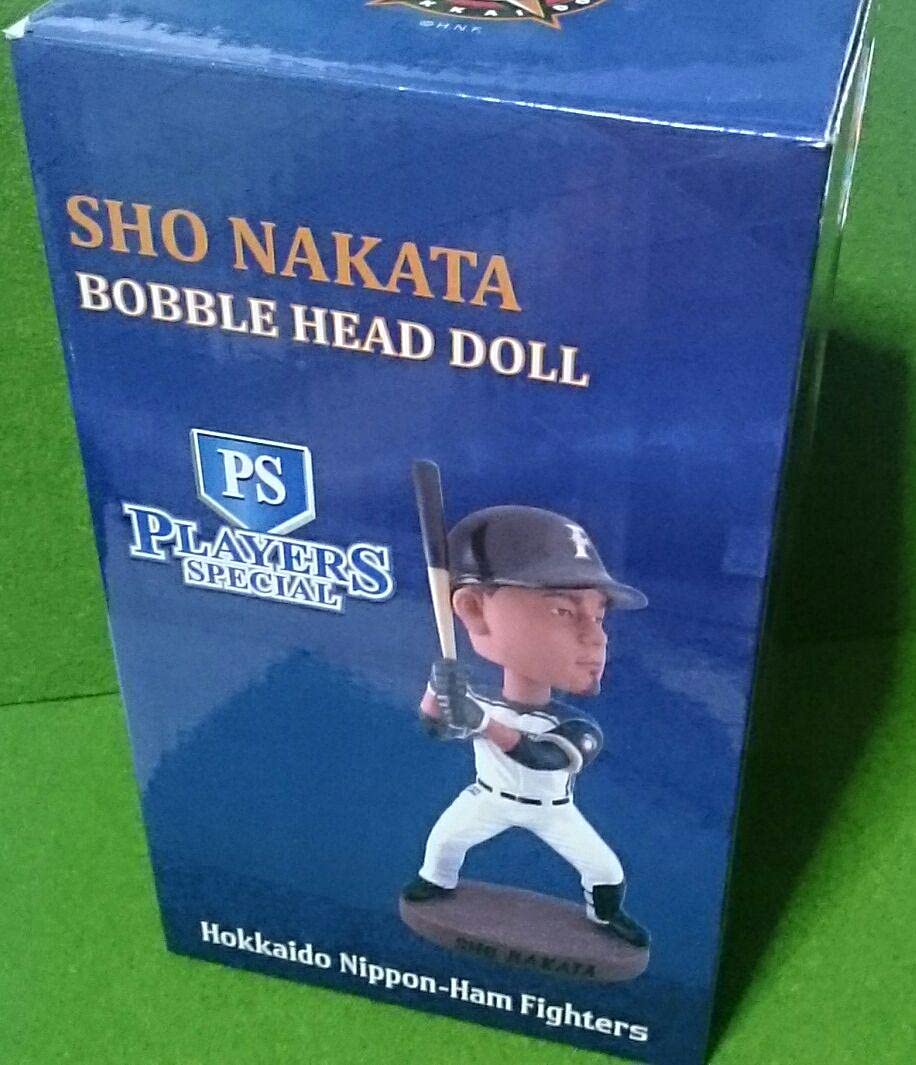 ©H.N.F.
SHO NAKATA
BOBBLE HEAD DOLL
PS
PLAYERS
SPECIAL
F
SHO NAKATA
Hokkaido Nippon-Ham Fighters